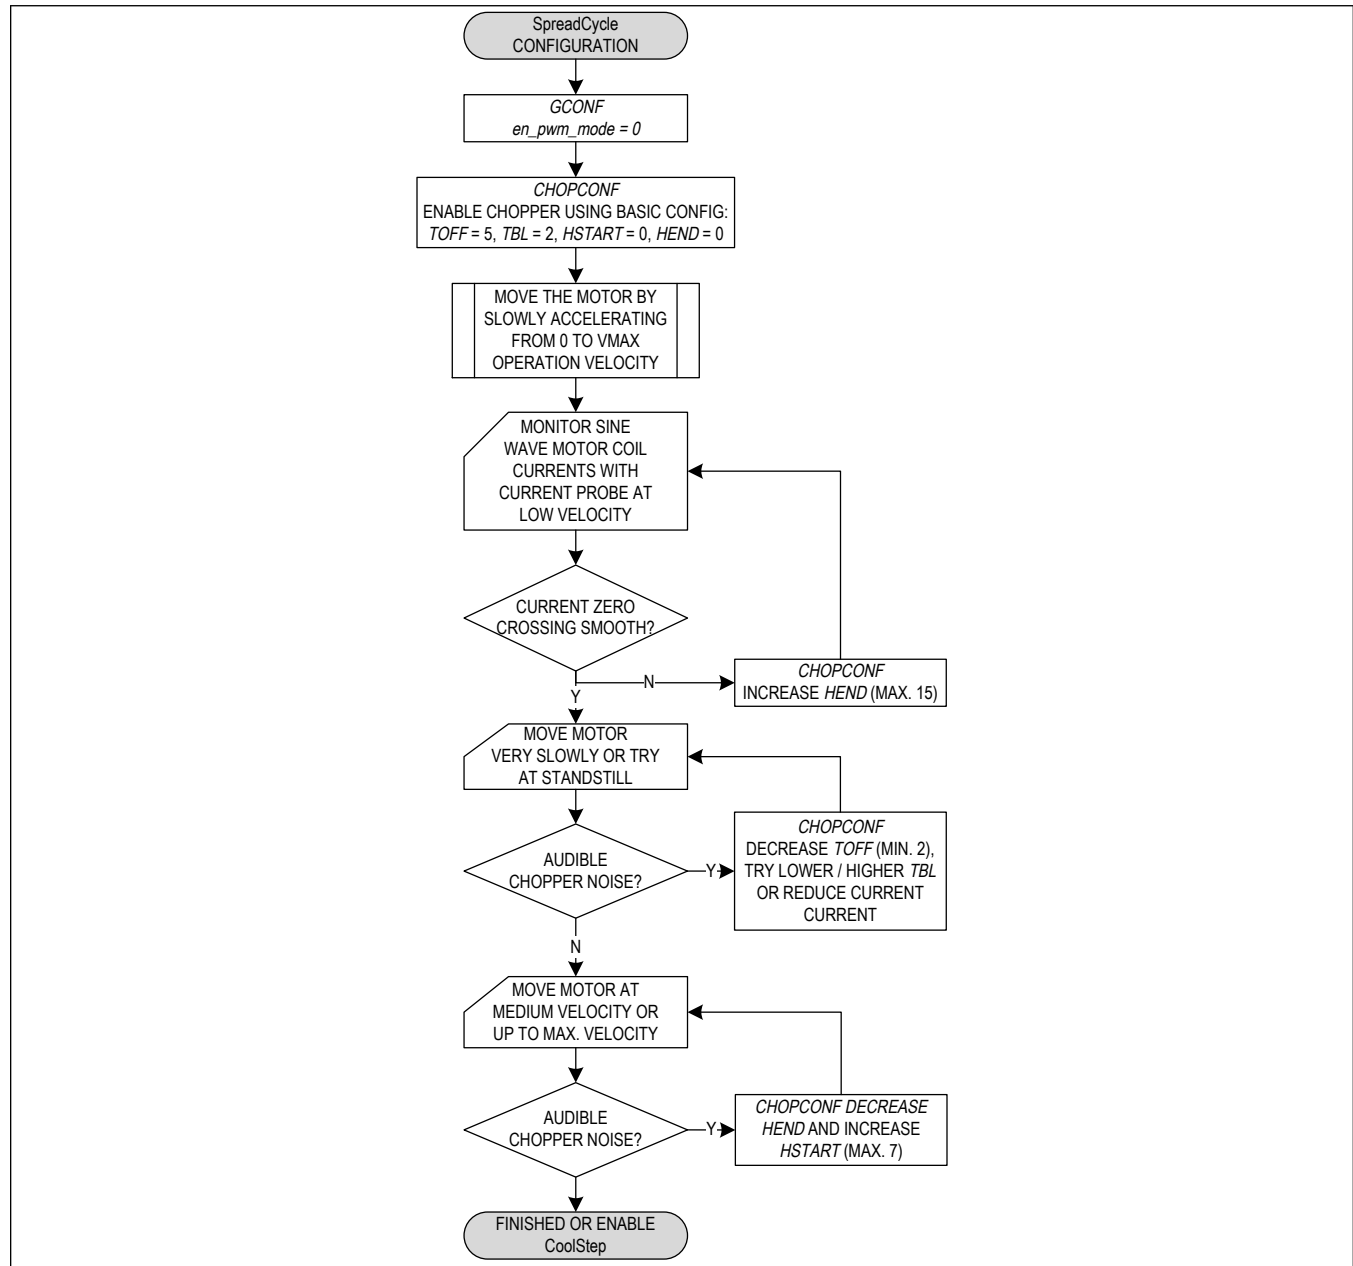 SpreadCycle
CONFIGURATION
GCONF
en_pwm_mode = 0
CHOPCONF
ENABLE CHOPPER USING BASIC CONFIG:
TOFF = 5, TBL = 2, HSTART = 0, HEND = 0
MOVE THE MOTOR BY
SLOWLY ACCELERATING
FROM 0 TO VMAX
OPERATION VELOCITY
MONITOR SINE
WAVE MOTOR COIL
CURRENTS WITH
CURRENT PROBE AT
LOW VELOCITY
CURRENT ZERO
CROSSING SMOOTH?
N
CHOPCONF
INCREASE HEND (MAX. 15)
Y
MOVE MOTOR
VERY SLOWLY OR TRY
AT STANDSTILL
AUDIBLE
CHOPPER NOISE?
Y
CHOPCONF
DECREASE TOFF (MIN. 2),
TRY LOWER / HIGHER TBL
OR REDUCE CURRENT
CURRENT
N
MOVE MOTOR AT
MEDIUM VELOCITY OR
UP TO MAX. VELOCITY
AUDIBLE
CHOPPER NOISE?
Y
CHOPCONF DECREASE
HEND AND INCREASE
HSTART (MAX. 7)
FINISHED OR ENABLE
CoolStep